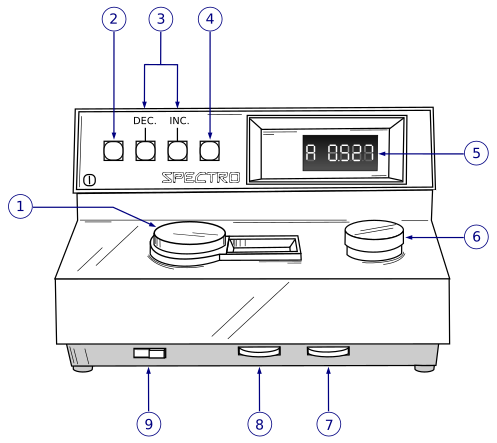 2 3 4
DEC. INC.
A 0.527
5
SPECTRO
1
6
9 8 7